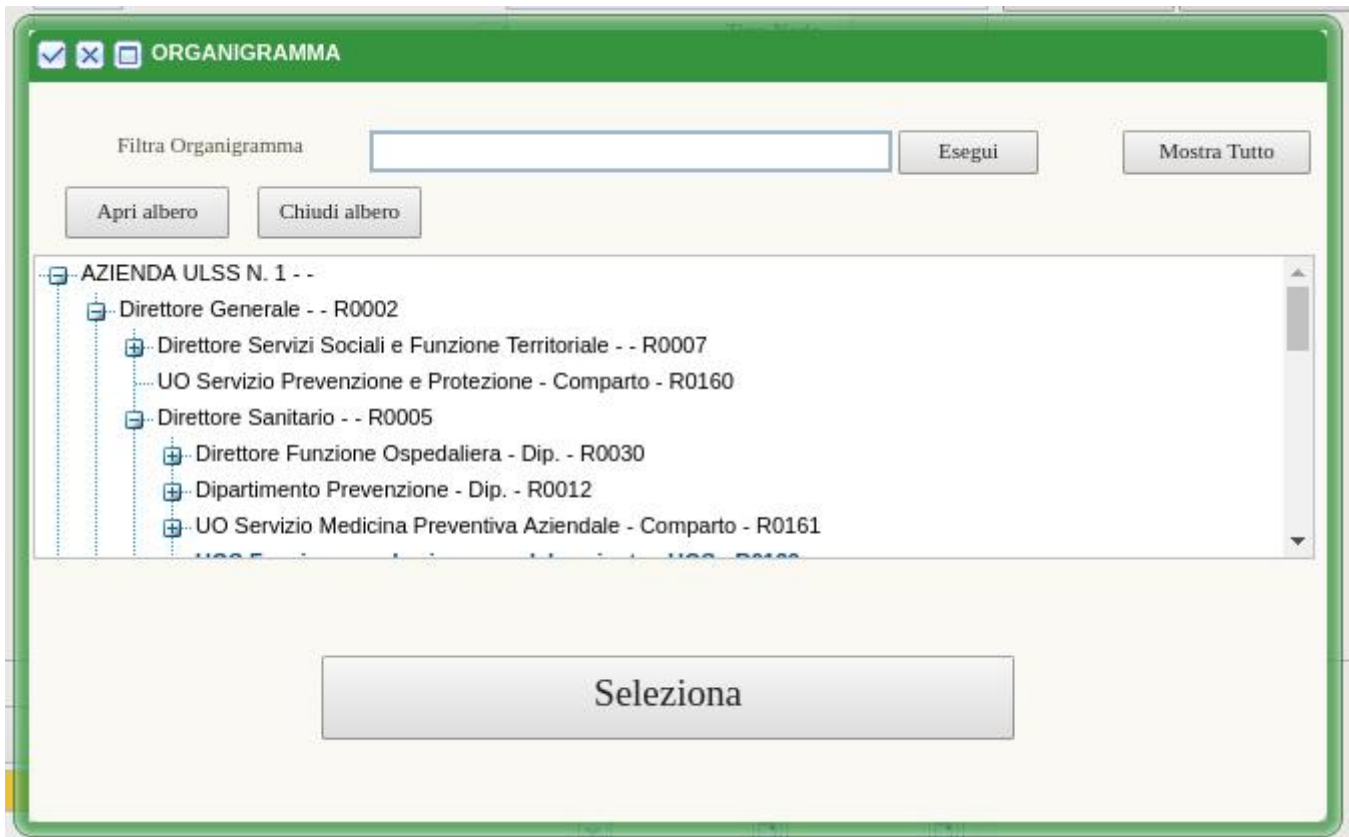 ORGANIGRAMMA
Filtra Organigramma Esegui Mostra Tutto
Apri albero Chiudi albero
AZIENDA ULSS N. 1 - -
Direttore Generale - - R0002
Direttore Servizi Sociali e Funzione Territoriale - - R0007
UO Servizio Prevenzione e Protezione - Comparto - R0160
Direttore Sanitario - - R0005
Direttore Funzione Ospedaliera - Dip. - R0030
Dipartimento Prevenzione - Dip. - R0012
UO Servizio Medicina Preventiva Aziendale - Comparto - R0161
Seleziona